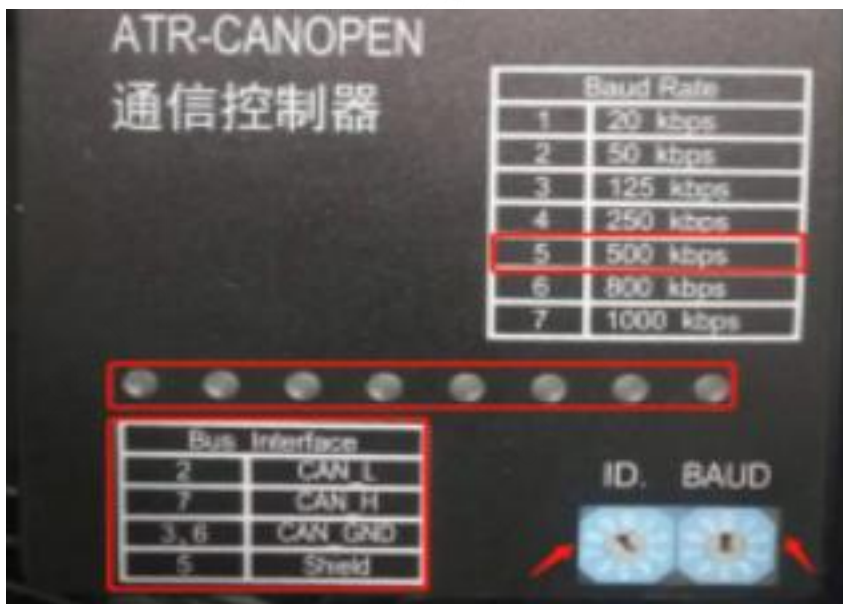 ATR-CANOPEN
通信控制器
Baud Rate
1 20 kbps
2 50 kbps
3 125 kbps
4 250 kbps
5 500 kbps
6 800 kbps
7 1000 kbps
Bus Interface
2 CAN_L
7 CAN_H
3,6 CAN_GND
5 Shield
ID. BAUD